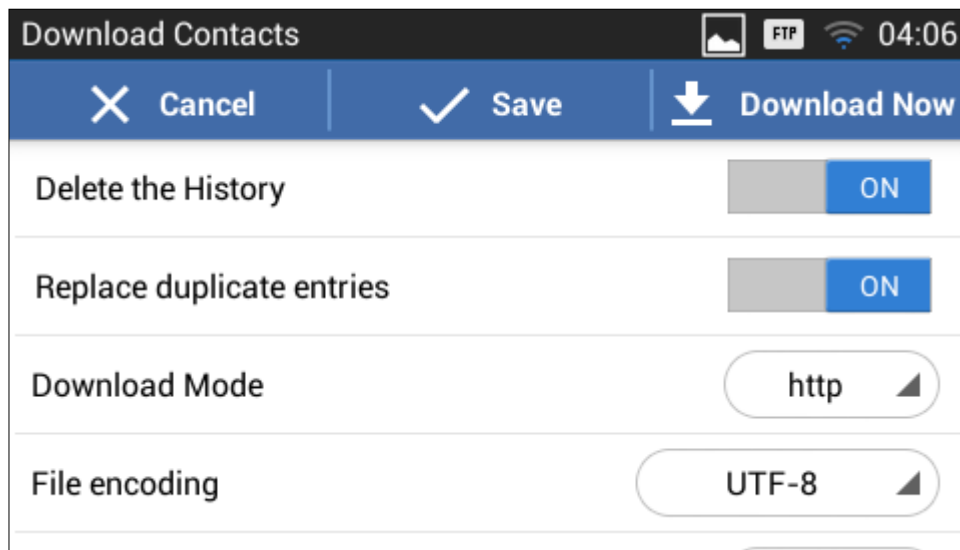 Download Contacts FTP 04:06
Cancel Save Download Now
Delete the History ON
Replace duplicate entries ON
Download Mode http
File encoding UTF-8